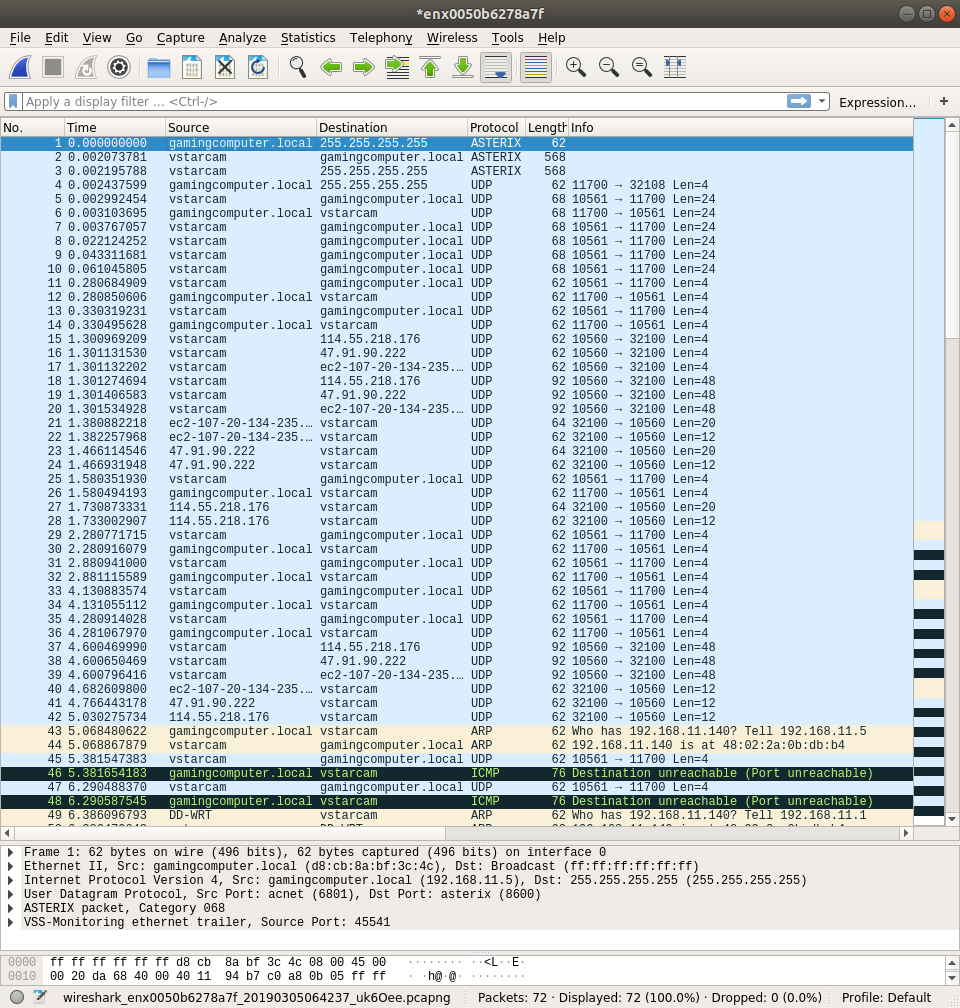 *enx0050b6278a7f
File Edit View Go Capture Analyze Statistics Telephony Wireless Tools Help
Apply a display filter ... <Ctrl-/> Expression... +
No. Time Source Destination Protocol Length Info
1 0.000000000 gamingcomputer.local 255.255.255.255 ASTERIX 62
2 0.002073781 vstarcam gamingcomputer.local ASTERIX 568
3 0.002195788 vstarcam 255.255.255.255 ASTERIX 568
4 0.002437599 gamingcomputer.local 255.255.255.255 UDP 62 11700 → 32108 Len=4
5 0.002992454 vstarcam gamingcomputer.local UDP 68 10561 → 11700 Len=24
6 0.003103695 gamingcomputer.local vstarcam UDP 68 11700 → 10561 Len=24
7 0.003767057 vstarcam gamingcomputer.local UDP 68 10561 → 11700 Len=24
8 0.022124252 vstarcam gamingcomputer.local UDP 68 10561 → 11700 Len=24
9 0.043311681 vstarcam gamingcomputer.local UDP 68 10561 → 11700 Len=24
10 0.061045805 vstarcam gamingcomputer.local UDP 68 10561 → 11700 Len=24
11 0.280684909 vstarcam gamingcomputer.local UDP 62 10561 → 11700 Len=4
12 0.280850606 gamingcomputer.local vstarcam UDP 62 11700 → 10561 Len=4
13 0.330319231 vstarcam gamingcomputer.local UDP 62 10561 → 11700 Len=4
14 0.330495628 gamingcomputer.local vstarcam UDP 62 11700 → 10561 Len=4
15 1.300969209 vstarcam 114.55.218.176 UDP 62 10560 → 32100 Len=4
16 1.301131530 vstarcam 47.91.90.222 UDP 62 10560 → 32100 Len=4
17 1.301132202 vstarcam ec2-107-20-134-235.… UDP 62 10560 → 32100 Len=4
18 1.301274694 vstarcam 114.55.218.176 UDP 92 10560 → 32100 Len=48
19 1.301406583 vstarcam 47.91.90.222 UDP 92 10560 → 32100 Len=48
20 1.301534928 vstarcam ec2-107-20-134-235.… UDP 92 10560 → 32100 Len=48
21 1.380882218 ec2-107-20-134-235.… vstarcam UDP 64 32100 → 10560 Len=20
22 1.382257968 ec2-107-20-134-235.… vstarcam UDP 62 32100 → 10560 Len=12
23 1.466114546 47.91.90.222 vstarcam UDP 64 32100 → 10560 Len=20
24 1.466931948 47.91.90.222 vstarcam UDP 62 32100 → 10560 Len=12
25 1.580351930 vstarcam gamingcomputer.local UDP 62 10561 → 11700 Len=4
26 1.580494193 gamingcomputer.local vstarcam UDP 62 11700 → 10561 Len=4
27 1.730873331 114.55.218.176 vstarcam UDP 64 32100 → 10560 Len=20
28 1.733002907 114.55.218.176 vstarcam UDP 62 32100 → 10560 Len=12
29 2.280771715 vstarcam gamingcomputer.local UDP 62 10561 → 11700 Len=4
30 2.280916079 gamingcomputer.local vstarcam UDP 62 11700 → 10561 Len=4
31 2.880941000 vstarcam gamingcomputer.local UDP 62 10561 → 11700 Len=4
32 2.881115589 gamingcomputer.local vstarcam UDP 62 11700 → 10561 Len=4
33 4.130883574 vstarcam gamingcomputer.local UDP 62 10561 → 11700 Len=4
34 4.131055112 gamingcomputer.local vstarcam UDP 62 11700 → 10561 Len=4
35 4.280914028 vstarcam gamingcomputer.local UDP 62 10561 → 11700 Len=4
36 4.281067970 gamingcomputer.local vstarcam UDP 62 11700 → 10561 Len=4
37 4.600469990 vstarcam 114.55.218.176 UDP 92 10560 → 32100 Len=48
38 4.600650469 vstarcam 47.91.90.222 UDP 92 10560 → 32100 Len=48
39 4.600796416 vstarcam ec2-107-20-134-235.… UDP 92 10560 → 32100 Len=48
40 4.682609800 ec2-107-20-134-235.… vstarcam UDP 62 32100 → 10560 Len=12
41 4.766443178 47.91.90.222 vstarcam UDP 62 32100 → 10560 Len=12
42 5.030275734 114.55.218.176 vstarcam UDP 62 32100 → 10560 Len=12
43 5.068480622 gamingcomputer.local vstarcam ARP 62 Who has 192.168.11.140? Tell 192.168.11.5
44 5.068867879 vstarcam gamingcomputer.local ARP 62 192.168.11.140 is at 48:02:2a:0b:db:b4
45 5.381547383 vstarcam gamingcomputer.local UDP 62 10561 → 11700 Len=4
46 5.381654183 gamingcomputer.local vstarcam ICMP 76 Destination unreachable (Port unreachable)
47 6.290488370 vstarcam gamingcomputer.local UDP 62 10561 → 11700 Len=4
48 6.290587545 gamingcomputer.local vstarcam ICMP 76 Destination unreachable (Port unreachable)
49 6.386096793 DD-WRT vstarcam ARP 62 Who has 192.168.11.140? Tell 192.168.11.1
Frame 1: 62 bytes on wire (496 bits), 62 bytes captured (496 bits) on interface 0
Ethernet II, Src: gamingcomputer.local (d8:cb:8a:bf:3c:4c), Dst: Broadcast (ff:ff:ff:ff:ff:ff)
Internet Protocol Version 4, Src: gamingcomputer.local (192.168.11.5), Dst: 255.255.255.255 (255.255.255.255)
User Datagram Protocol, Src Port: acnet (6801), Dst Port: asterix (8600)
ASTERIX packet, Category 068
VSS-Monitoring ethernet trailer, Source Port: 45541
0000 ff ff ff ff ff ff d8 cb 8a bf 3c 4c 08 00 45 00 ········ ··<L··E·
0010 00 20 da 68 40 00 40 11 94 b7 c0 a8 0b 05 ff ff · ·h@·@· ········
wireshark_enx0050b6278a7f_20190305064237_uk6Oee.pcapng Packets: 72 · Displayed: 72 (100.0%) · Dropped: 0 (0.0%) Profile: Default